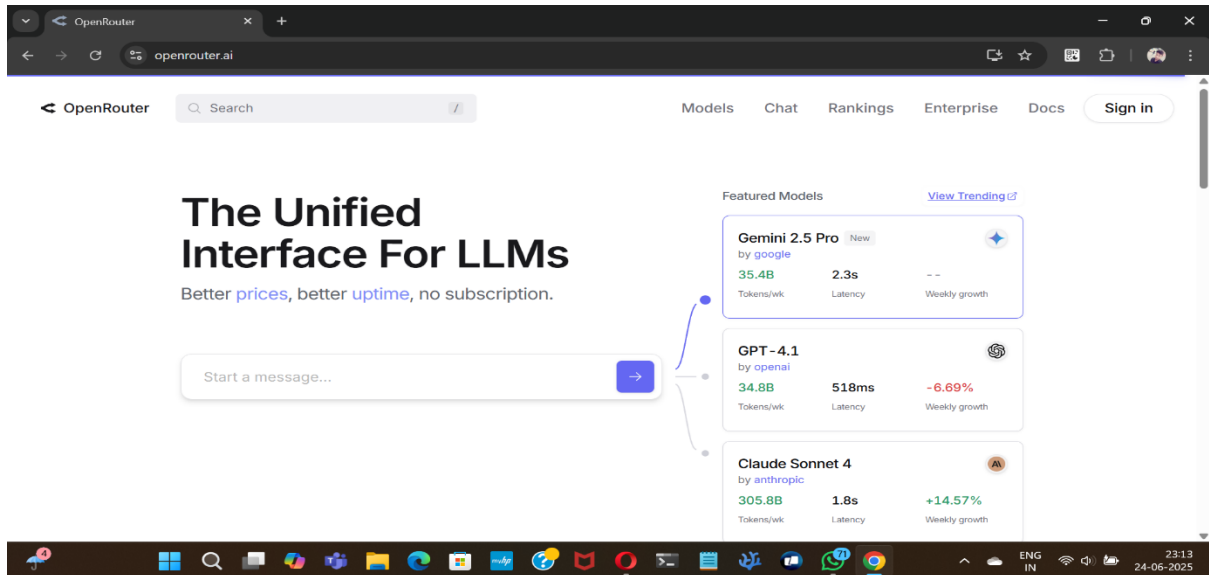 OpenRouter
openrouter.ai
OpenRouter
Search
/
Models
Chat
Rankings
Enterprise
Docs
Sign in
The Unified
Interface For LLMs
Better prices, better uptime, no subscription.
Start a message...
Featured Models
View Trending
Gemini 2.5 Pro New
by google
35.4B 2.3s --
Tokens/wk Latency Weekly growth
GPT-4.1
by openai
34.8B 518ms -6.69%
Tokens/wk Latency Weekly growth
Claude Sonnet 4
by anthropic
305.8B 1.8s +14.57%
Tokens/wk Latency Weekly growth
4
myhp
71
ENG
IN
23:13
24-06-2025